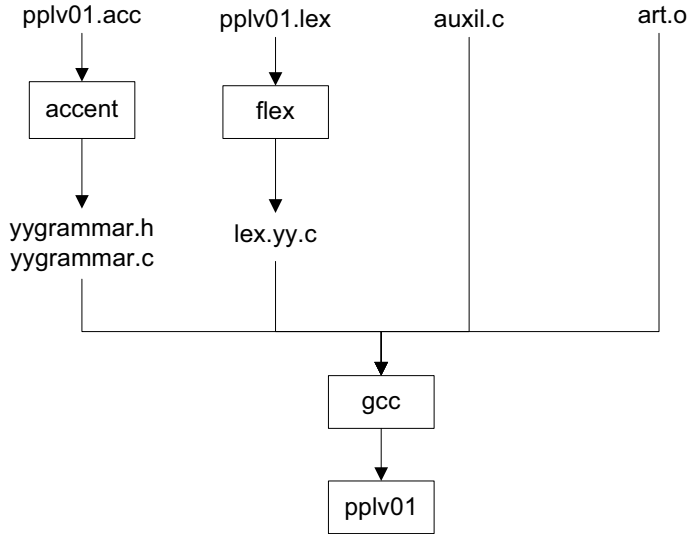 pplv01.acc
pplv01.lex
auxil.c
art.o
accent
flex
yygrammar.h
yygrammar.c
lex.yy.c
gcc
pplv01